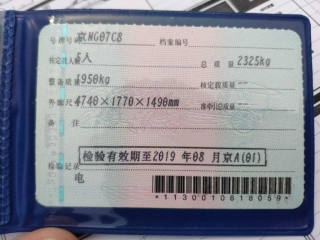 号牌号码 京NG07C8 档案编号
核定载人数 5人 总质量 2325kg
整备质量 1950kg 核定载质量
外廓尺寸 4740×1770×1490mm 准牵引总质量
备注
检验有效期至2019 年 08 月京A(01)
检验记录
电
*1130010618059*